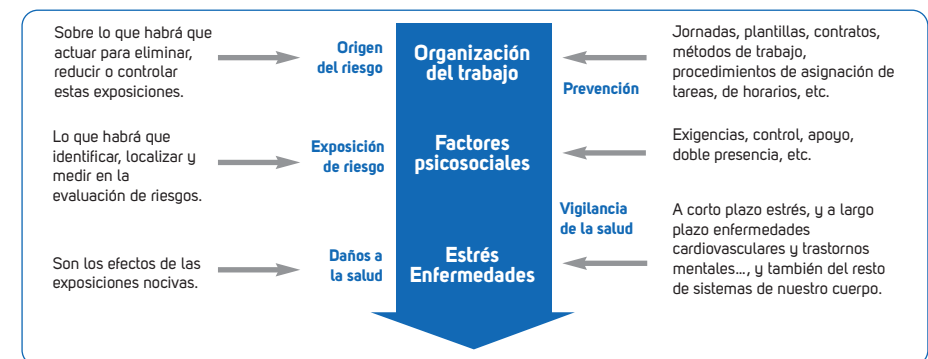 Sobre lo que habrá que
actuar para eliminar,
reducir o controlar
estas exposiciones.
Origen
del riesgo
Organización
del trabajo
Prevención
Jornadas, plantillas, contratos,
métodos de trabajo,
procedimientos de asignación de
tareas, de horarios, etc.
Lo que habrá que
identificar, localizar y
medir en la
evaluación de riesgos.
Exposición
de riesgo
Factores
psicosociales
Exigencias, control, apoyo,
doble presencia, etc.
Vigilancia
de la salud
Son los efectos de las
exposiciones nocivas.
Daños a
la salud
Estrés
Enfermedades
A corto plazo estrés, y a largo
plazo enfermedades
cardiovasculares y trastornos
mentales..., y también del resto
de sistemas de nuestro cuerpo.